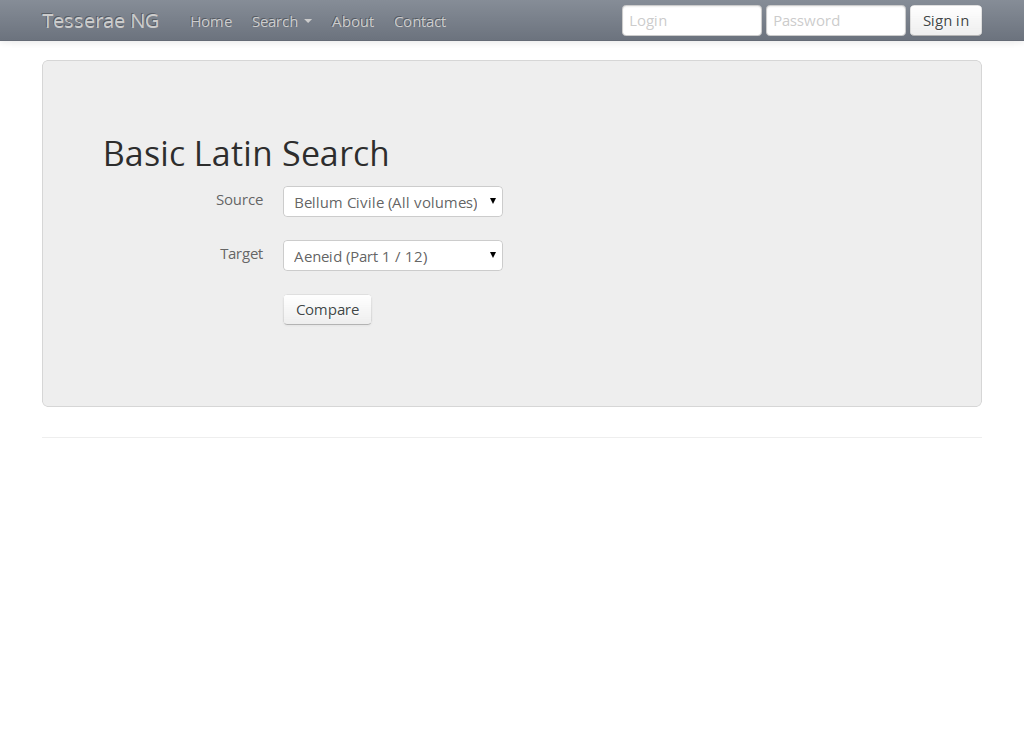 Tesserae NG Home Search About Contact Login Password Sign in
Basic Latin Search
Source Bellum Civile (All volumes)
Target Aeneid (Part 1 / 12)
Compare